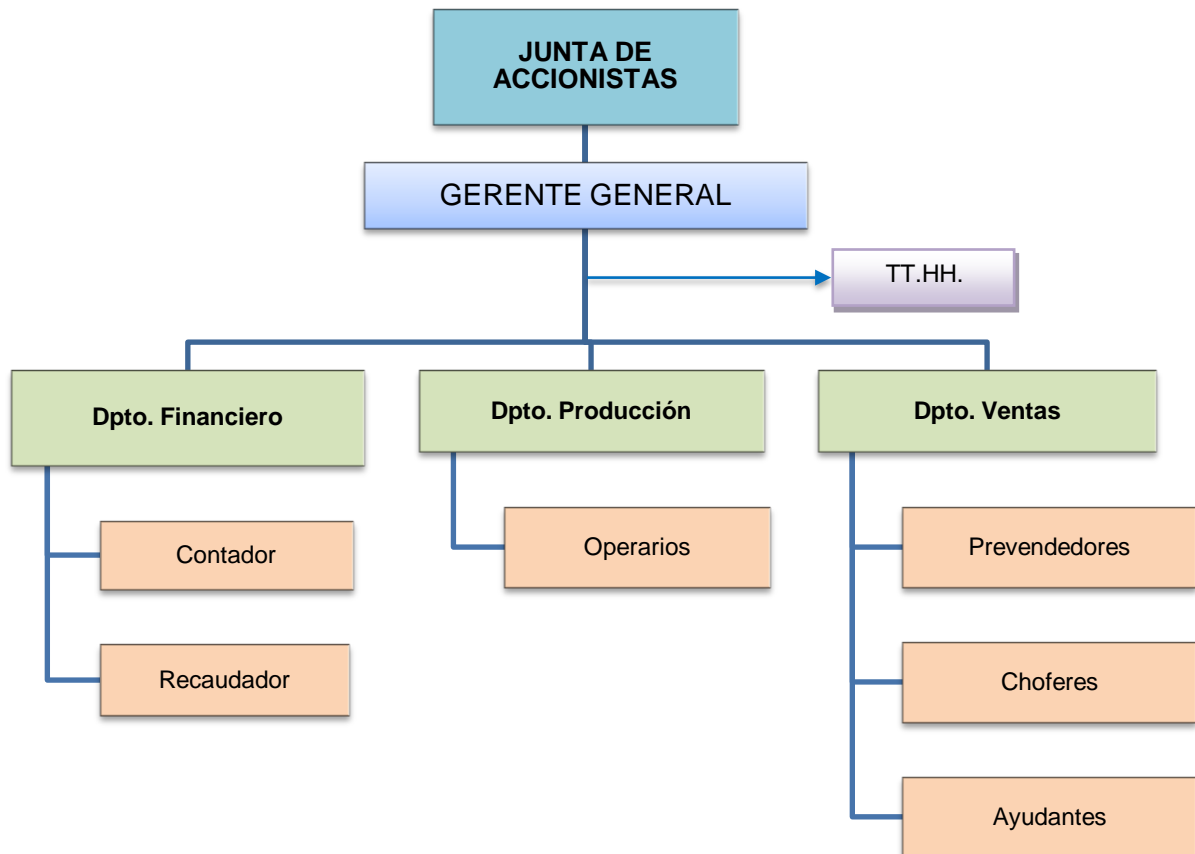 JUNTA DE
ACCIONISTAS
GERENTE GENERAL
TT.HH.
Dpto. Financiero
Dpto. Producción
Dpto. Ventas
Contador
Operarios
Prevendedores
Recaudador
Choferes
Ayudantes